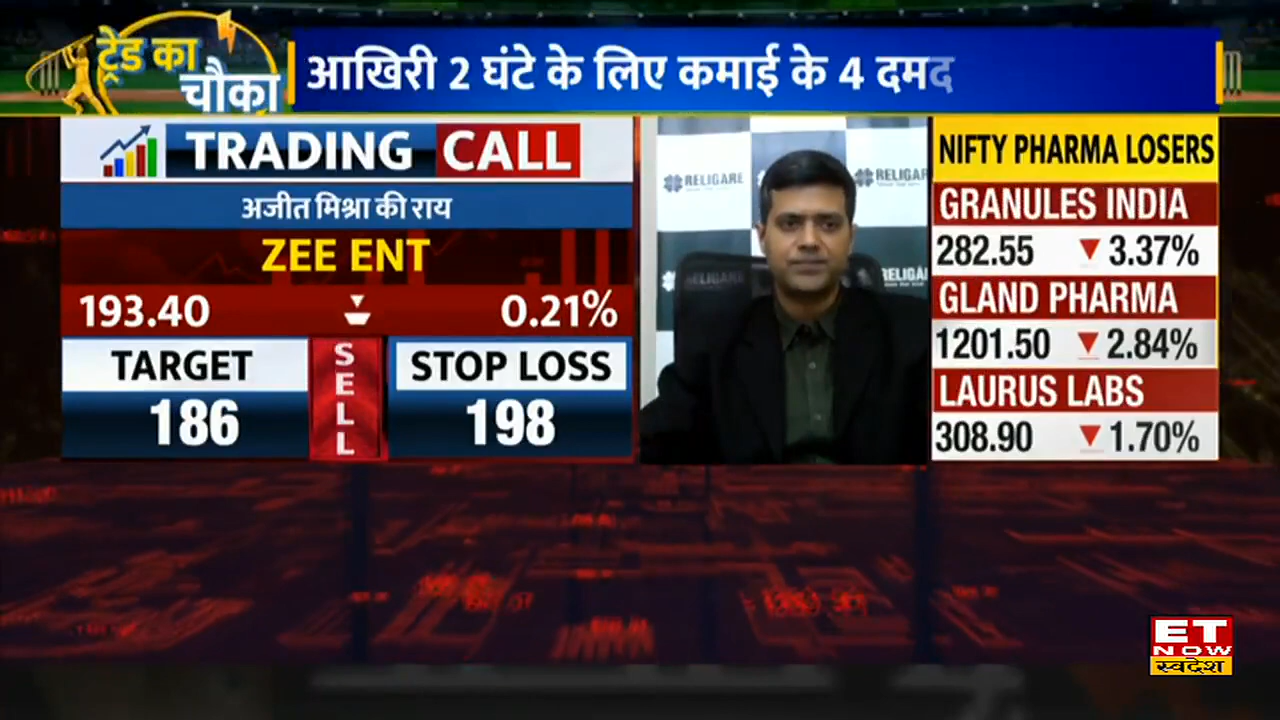 ट्रेड का
चौका
आखिरी 2 घंटे के लिए कमाई के 4
TRADING CALL
अजीत मिश्रा की राय
ZEE ENT
193.40 0.21%
TARGET
186
SELL
STOP LOSS
198
RELIGARE
RELIGARE
RELIGARE
NIFTY PHARMA LOSERS
GRANULES INDIA
282.55 3.37%
GLAND PHARMA
1201.50 2.84%
LAURUS LABS
308.90 1.70%
ET
NOW
स्वदेश